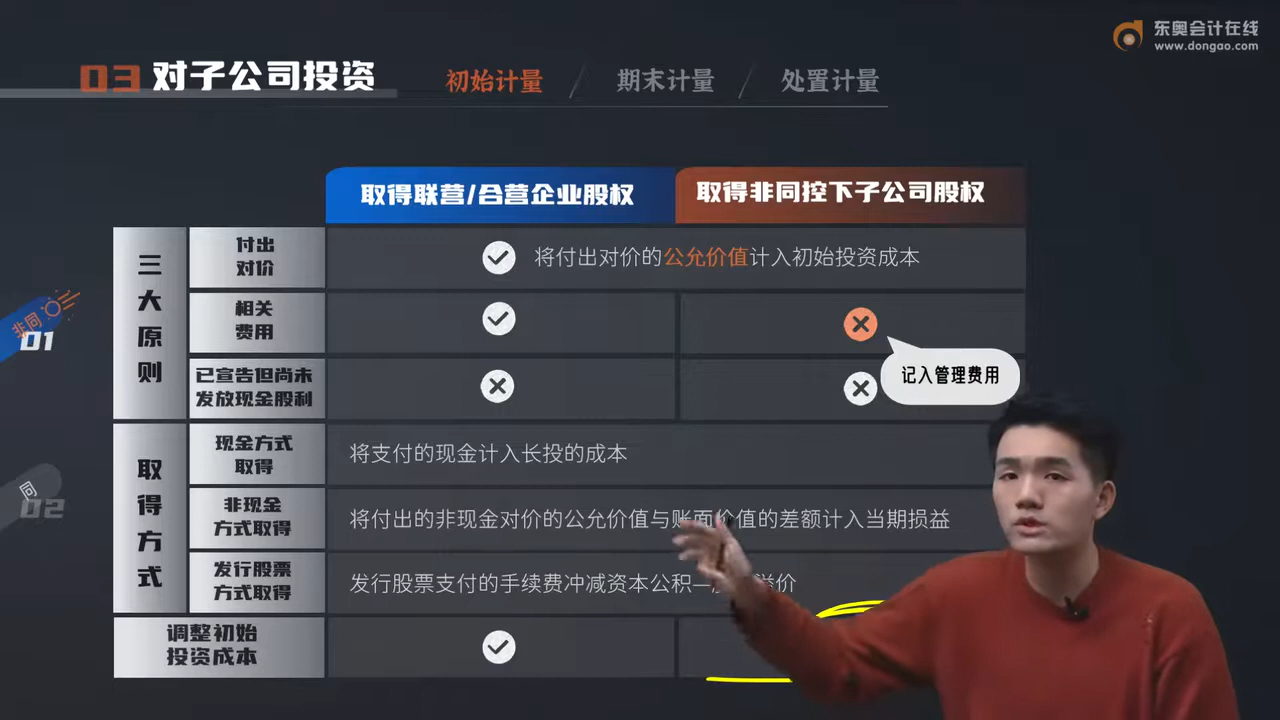 东奥会计在线
www.dongao.com
03 对子公司投资
初始计量 / 期末计量 / 处置计量
取得联营/合营企业股权
取得非同控下子公司股权
三大原则
付出
对价
将付出对价的公允价值计入初始投资成本
相关
费用
记入管理费用
已宣告但尚未
发放现金股利
非同
01
同
02
取得方式
现金方式
取得
将支付的现金计入长投的成本
非现金
方式取得
将付出的非现金对价的公允价值与账面价值的差额计入当期损益
发行股票
方式取得
发行股票支付的手续费冲减资本公积—溢价
调整初始
投资成本